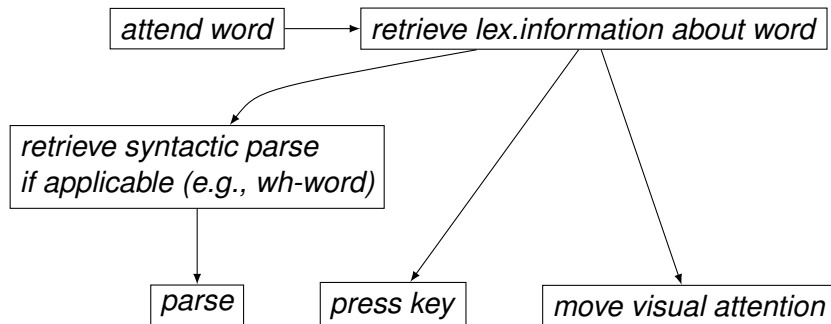 attend word
retrieve lex.information about word
retrieve syntactic parse
if applicable (e.g., wh-word)
parse
press key
move visual attention